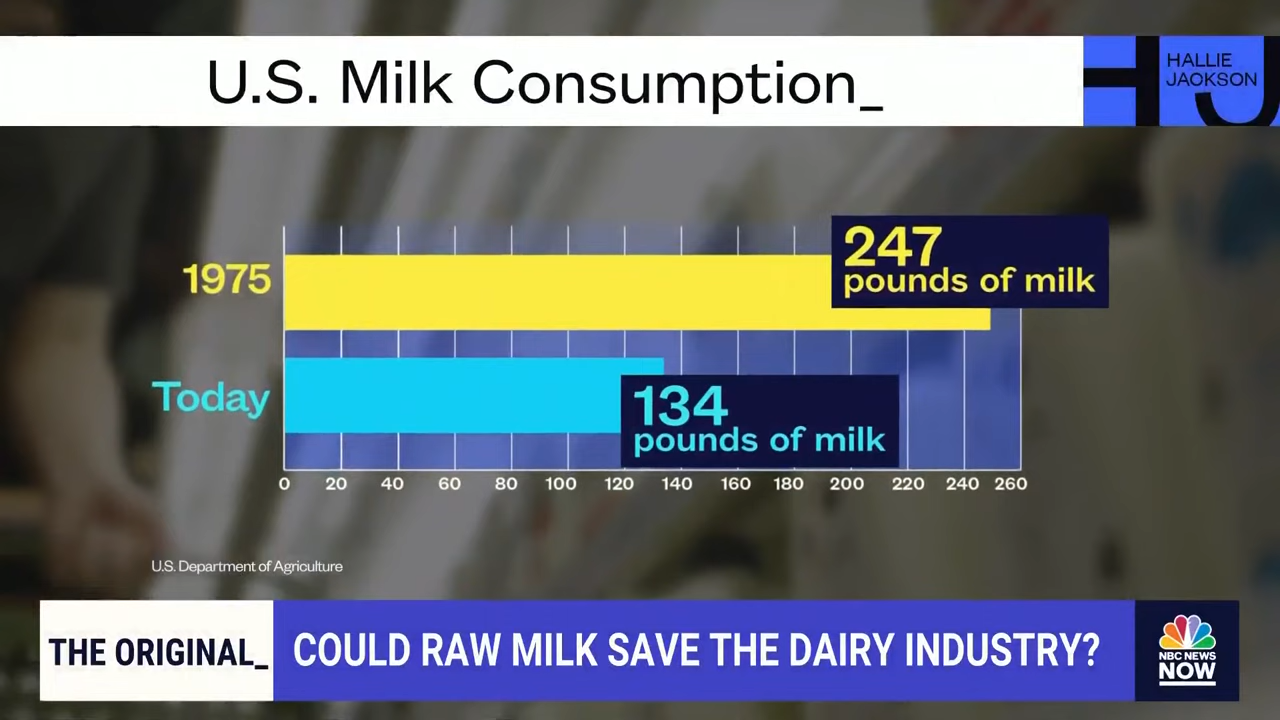 U.S. Milk Consumption_
HALLIE
JACKSON
HJ
1975
247
pounds of milk
Today
134
pounds of milk
0 20 40 60 80 100 120 140 160 180 200 220 240 260
U.S. Department of Agriculture
THE ORIGINAL_
COULD RAW MILK SAVE THE DAIRY INDUSTRY?
NBC NEWS
NOW